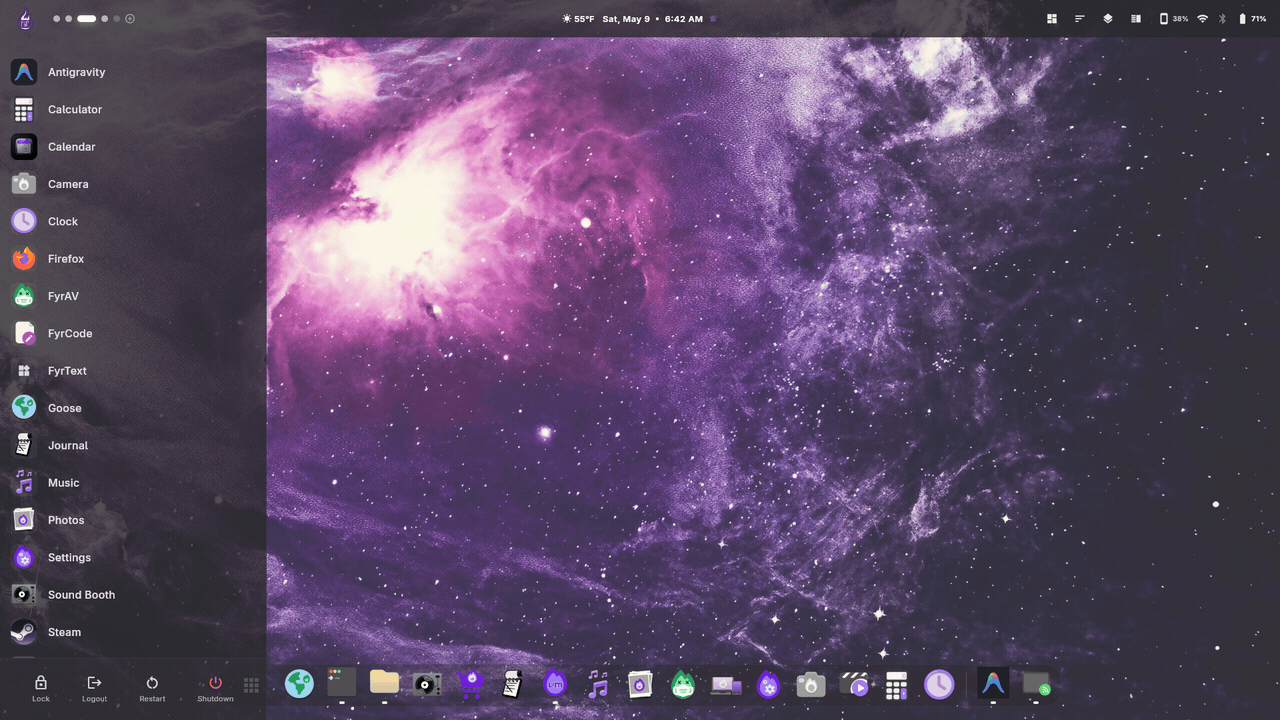 55°F Sat, May 9 • 6:42 AM
38%
71%
Antigravity
Calculator
Calendar
Camera
Clock
Firefox
FyrAV
FyrCode
FyrText
Goose
Journal
Music
Photos
Settings
Sound Booth
Steam
Lock
Logout
Restart
Shutdown
vm